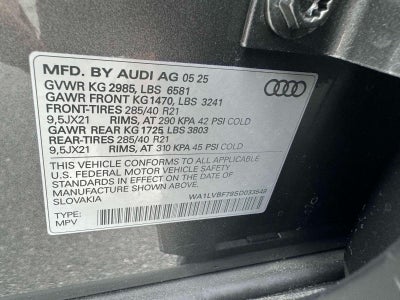 MFD. BY AUDI AG 05 25
GVWR KG 2985, LBS 6581
GAWR FRONT KG 1470, LBS 3241
FRONT-TIRES 285/40 R21
9,5JX21 RIMS, AT 290 KPA 42 PSI COLD
GAWR REAR KG 1725, LBS 3803
REAR-TIRES 285/40 R21
9,5JX21 RIMS, AT 310 KPA 45 PSI COLD
THIS VEHICLE CONFORMS TO ALL APPLICABLE
U.S. FEDERAL MOTOR VEHICLE SAFETY
STANDARDS IN EFFECT ON THE DATE OF
MANUFACTURE SHOWN ABOVE.
SLOVAKIA
TYPE:
MPV